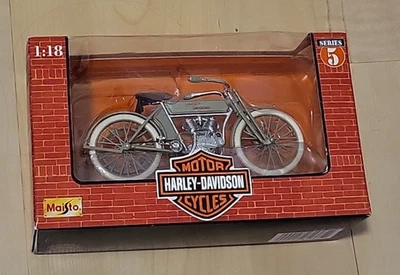 1:18
SERIES
5
MOTOR
HARLEY-DAVIDSON
CYCLES
Maisto